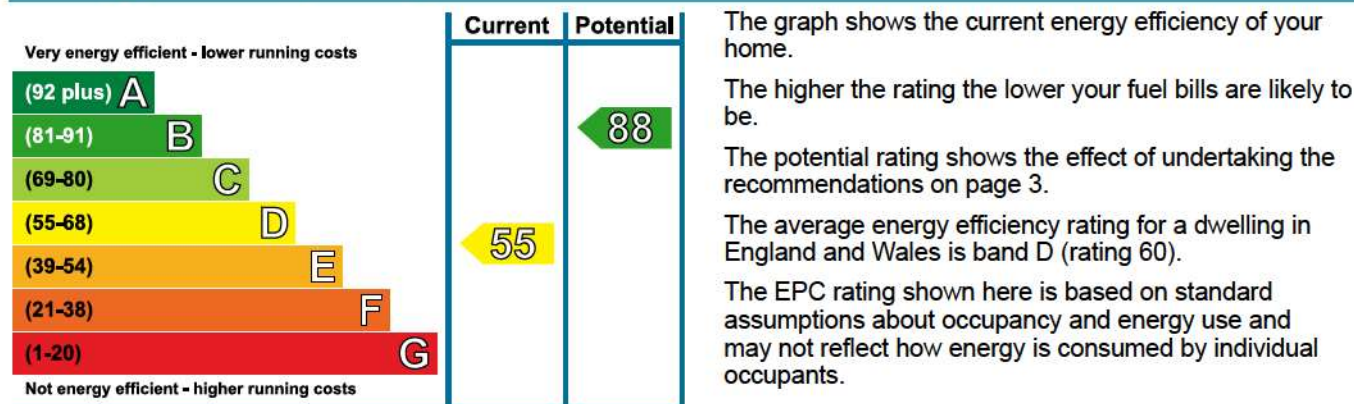 Current Potential
Very energy efficient - lower running costs
(92 plus) A
(81-91) B
88
(69-80) C
(55-68) D
55
(39-54) E
(21-38) F
(1-20) G
Not energy efficient - higher running costs
The graph shows the current energy efficiency of your
home.
The higher the rating the lower your fuel bills are likely to
be.
The potential rating shows the effect of undertaking the
recommendations on page 3.
The average energy efficiency rating for a dwelling in
England and Wales is band D (rating 60).
The EPC rating shown here is based on standard
assumptions about occupancy and energy use and
may not reflect how energy is consumed by individual
occupants.